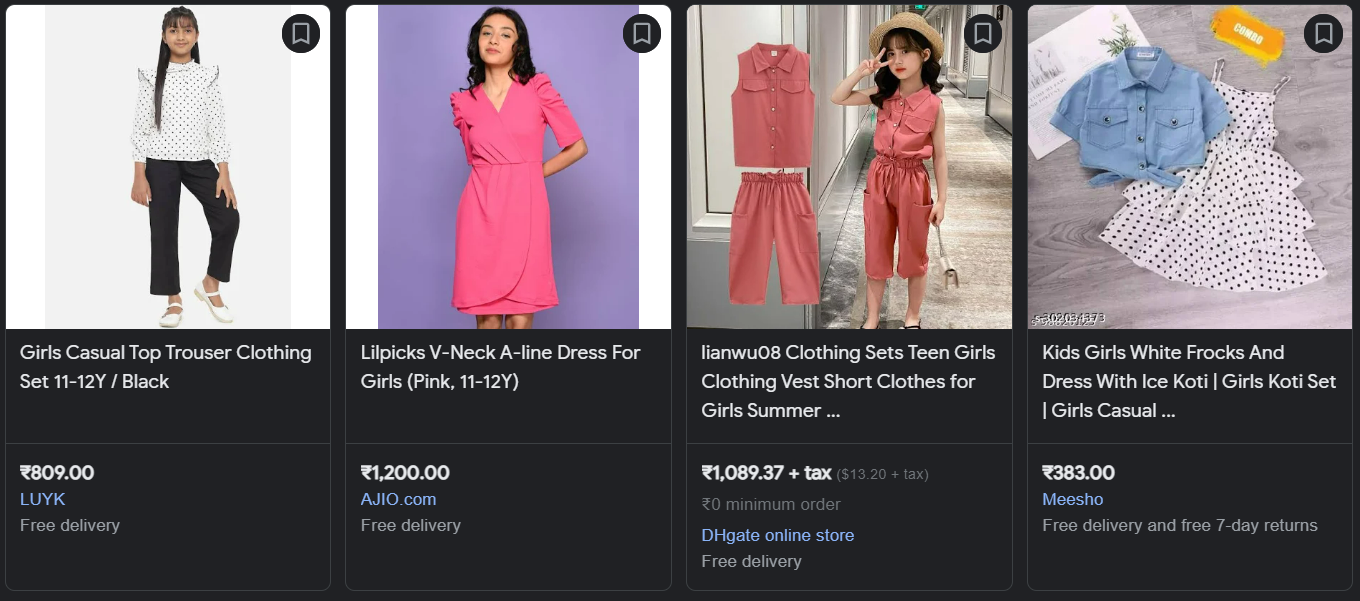 Girls Casual Top Trouser Clothing
Set 11-12Y / Black
₹809.00
LUYK
Free delivery
Lilpicks V-Neck A-line Dress For
Girls (Pink, 11-12Y)
₹1,200.00
AJIO.com
Free delivery
lianwu08 Clothing Sets Teen Girls
Clothing Vest Short Clothes for
Girls Summer ...
₹1,089.37 + tax ($13.20 + tax)
₹0 minimum order
DHgate online store
Free delivery
COMBO
s-302034373
Kids Girls White Frocks And
Dress With Ice Koti | Girls Koti Set
| Girls Casual ...
₹383.00
Meesho
Free delivery and free 7-day returns